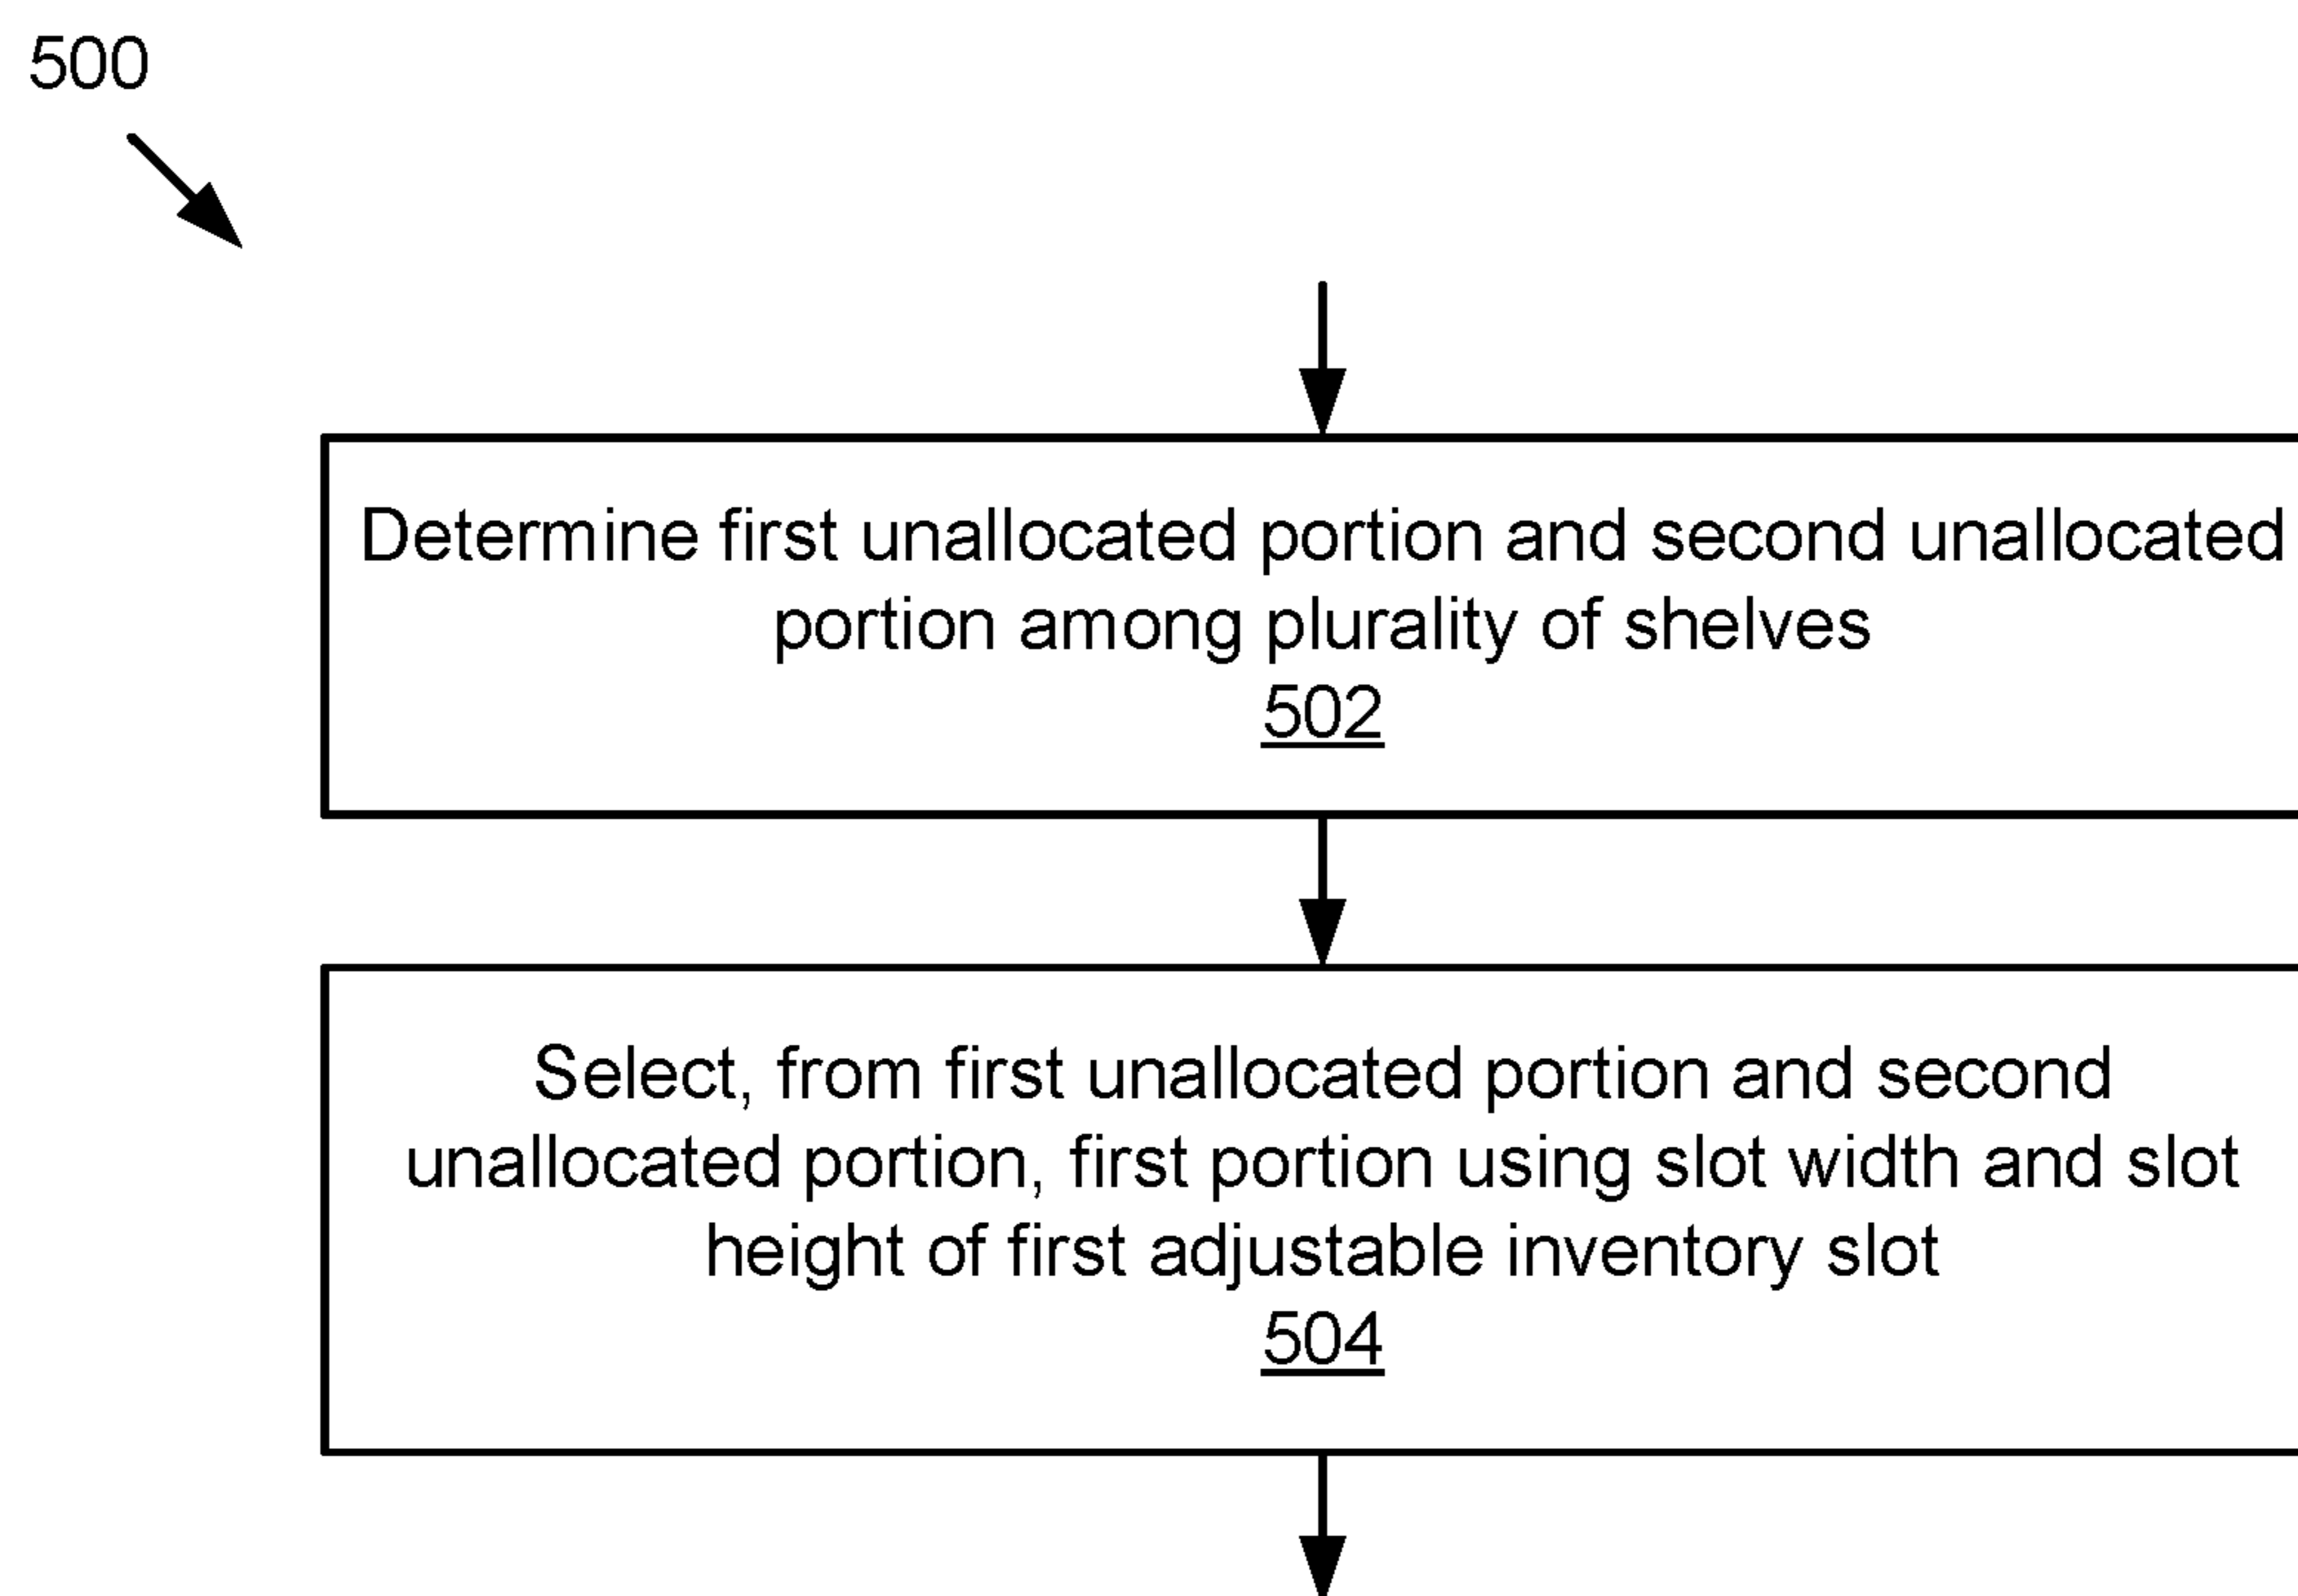 500
Determine first unallocated portion and second unallocated
portion among plurality of shelves
502
Select, from first unallocated portion and second
unallocated portion, first portion using slot width and slot
height of first adjustable inventory slot
504